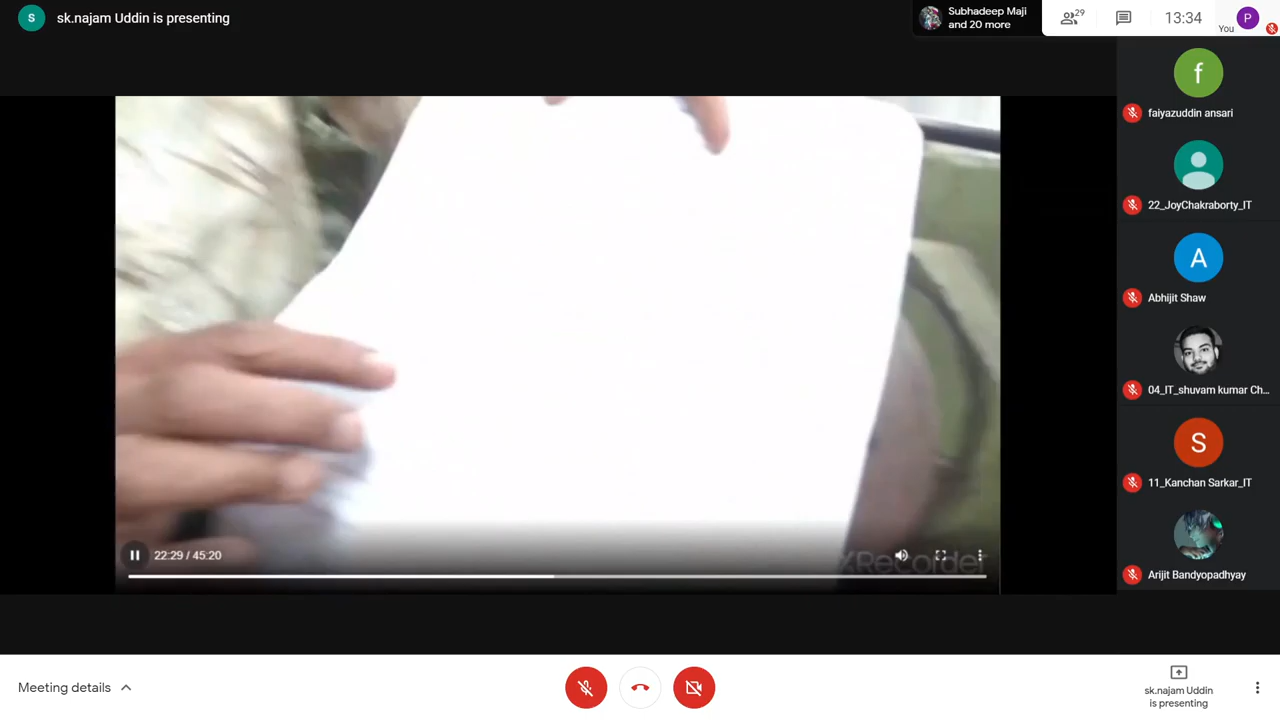 S
sk.najam Uddin is presenting
Subhadeep Maji
and 20 more
29
13:34
You
P
f
faiyazuddin ansari
22_JoyChakraborty_IT
A
Abhijit Shaw
04_IT_shuvam kumar Ch...
S
11_Kanchan Sarkar_IT
Arijit Bandyopadhyay
22:29 / 45:20
XRecorder
Meeting details
sk.najam Uddin
is presenting